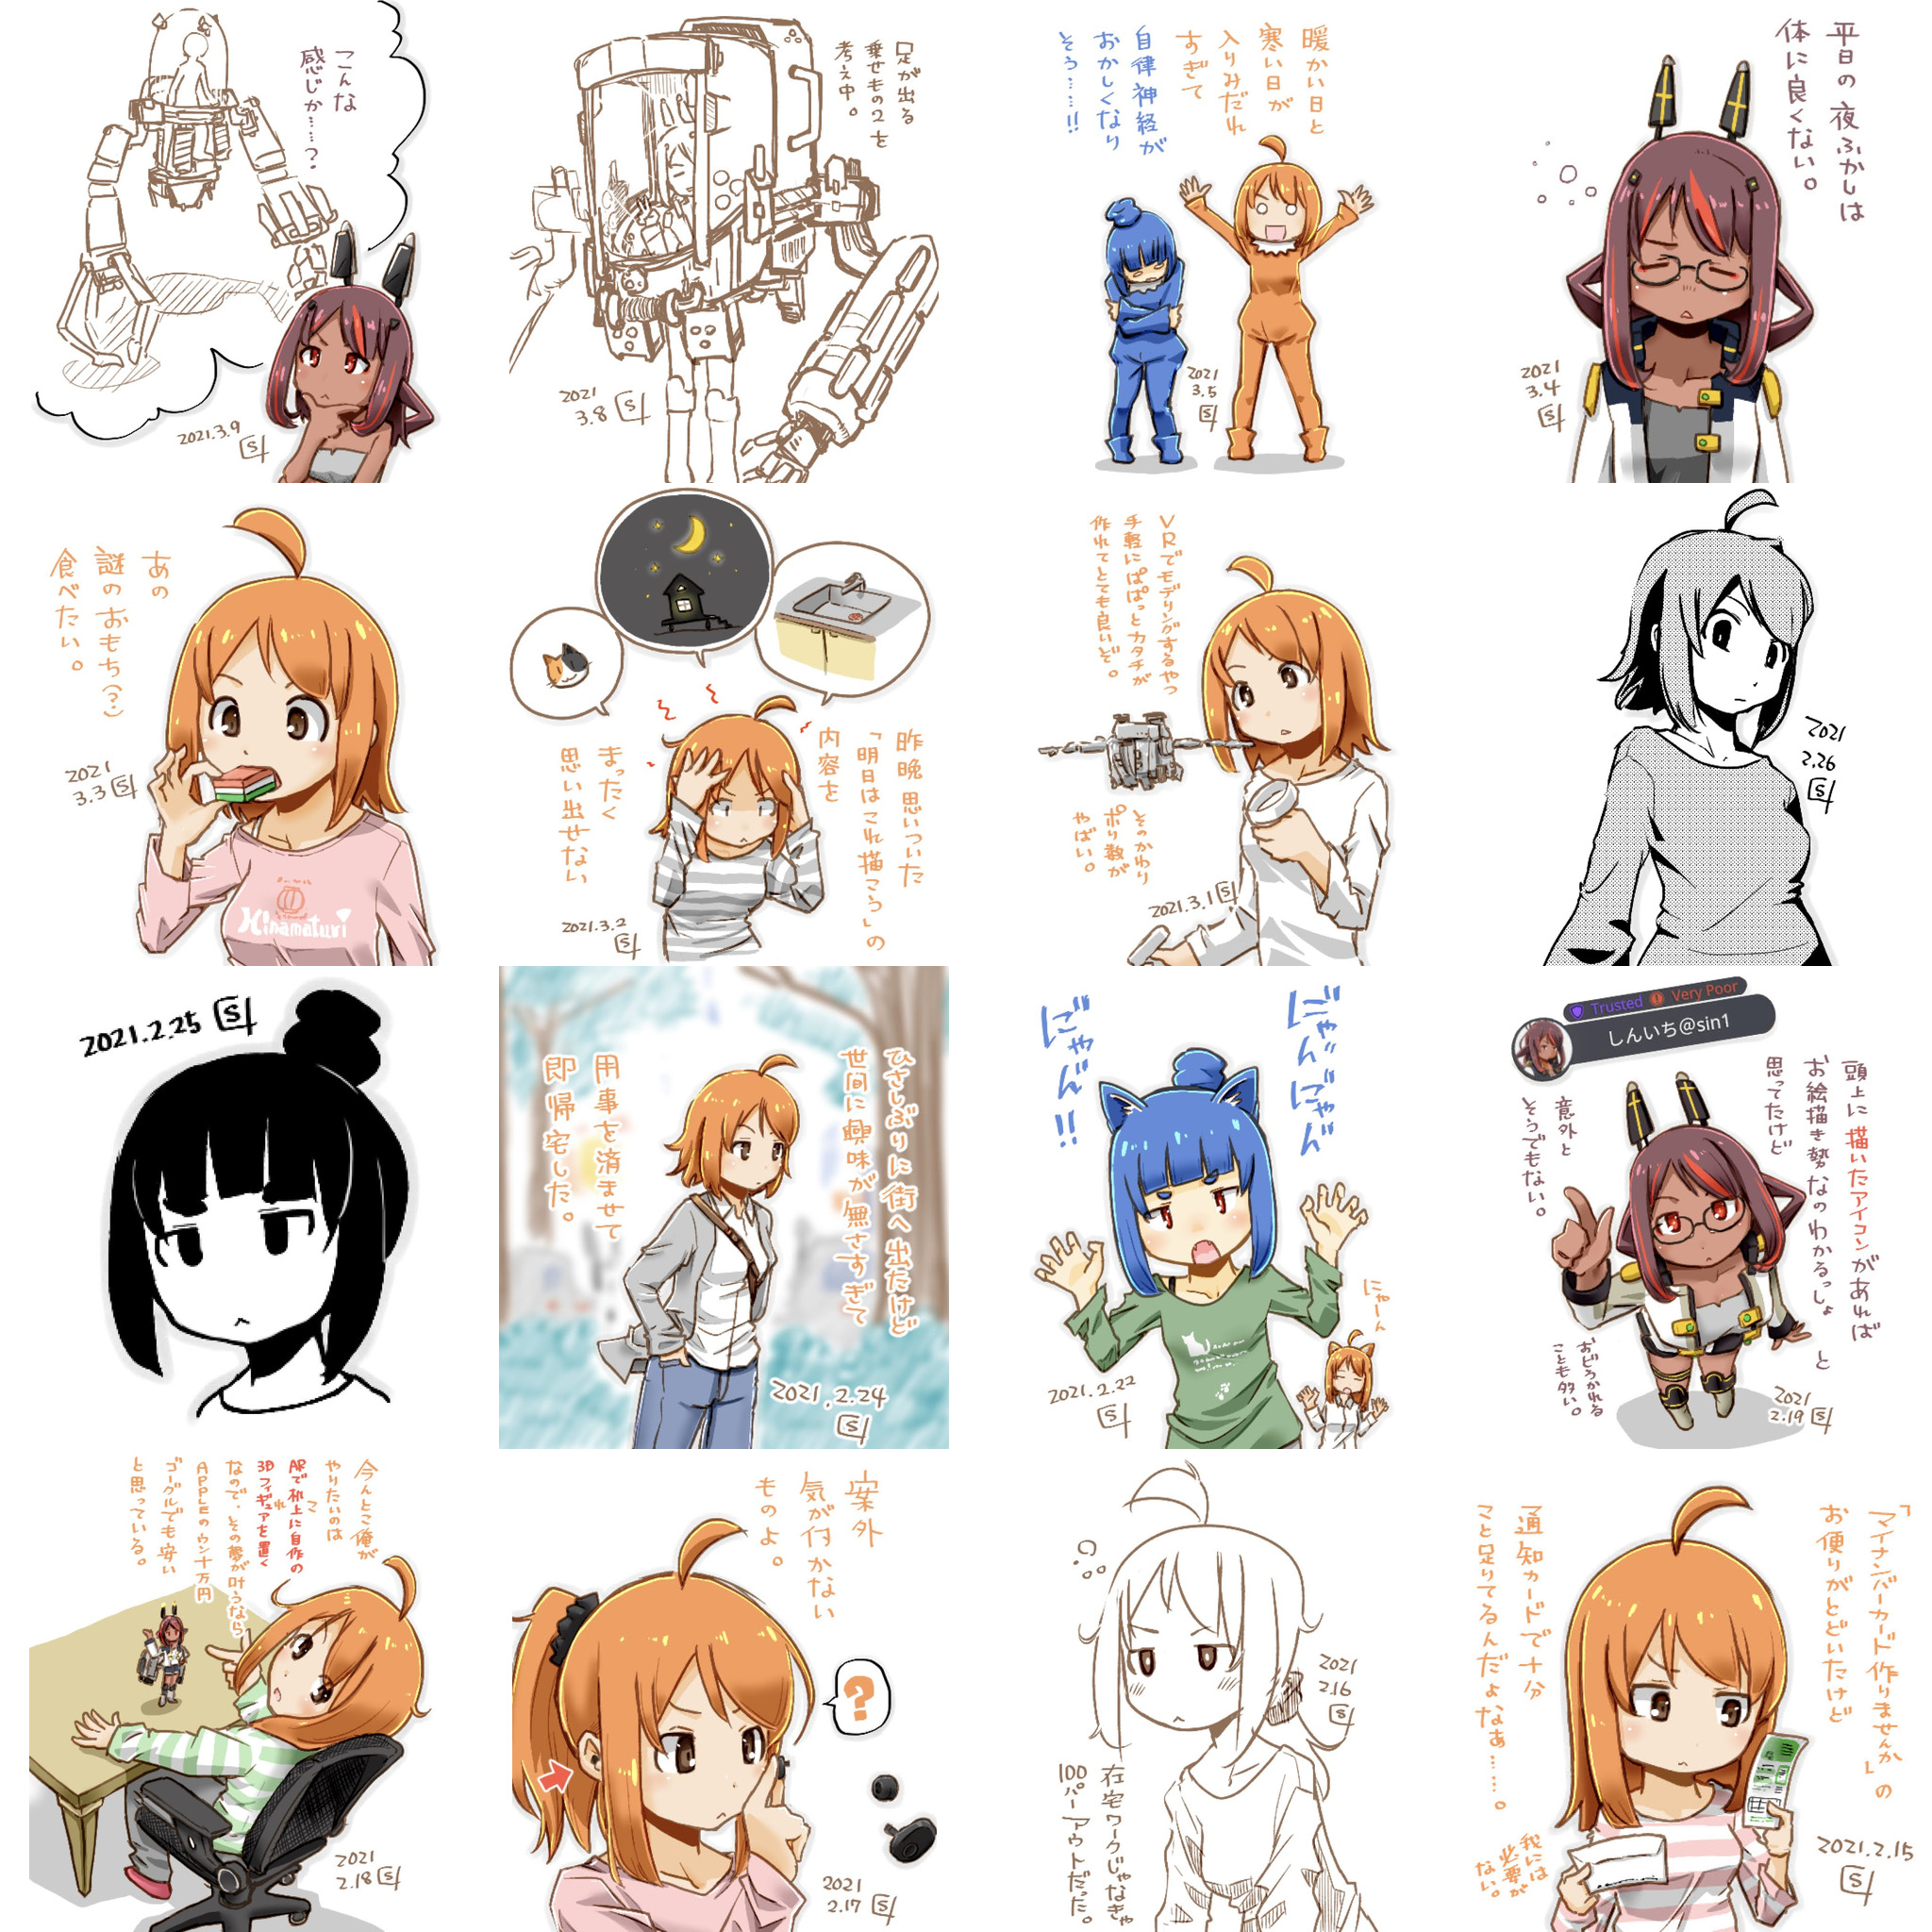 こんな
感じか……?
2021.3.9
足が出る
乗せもの2を
考え中。
2021
3.8
暖かい日と
寒い日が
入りみだれ
すぎて
自律神経が
おかしくなり
そう……!!
2021
3.5
平日の夜ふかしは
体に良くない。
2021
3.4
あの
謎のおもち(?)
食べたい。
2021
3.3
Hinamaturi
昨晩思いついた
「明日はこれ描こう」の
内容を
まったく
思い出せない
2021.3.2
VRでモデリングするやつ
手軽にぱぱっとカタチが
作れてとても良いぞ。
そのかわり
ポリ数が
やばい。
2021.3.1
2021
2.26
2021.2.25
ひさしぶりに街へ出たけど
世間に興味が無さすぎて
用事を済ませて
即帰宅した。
2021.2.24
にゃんにゃん
にゃん!!
にゃーん
2021.2.22
Trusted Very Poor
しんいち@sin1
頭上に描いたアイコンがあれば
お絵描き勢なのわかるっしょ と
思ってたけど
意外と
そうでもない。
おどろかれる
ことも多い。
2021
2.19
今んとこ俺が
やりたいのは
ARで机上に自作の
3Dフィギュアを置く
これ
なので、その夢が叶うなら
APPLEのウン十万円
ゴーグルでも安い
と思っている。
2021
2.18
案外
気が付かない
ものよ。
?
2021
2.17
2021
2.16
在宅ワークじゃなきゃ
100パーアウトだった。
「マイナンバーカード作りませんか」の
お便りがとどいたけど
通知カードで十分
こと足りてるんだよなぁ……。
我には
必要が
ない。
2021.2.15